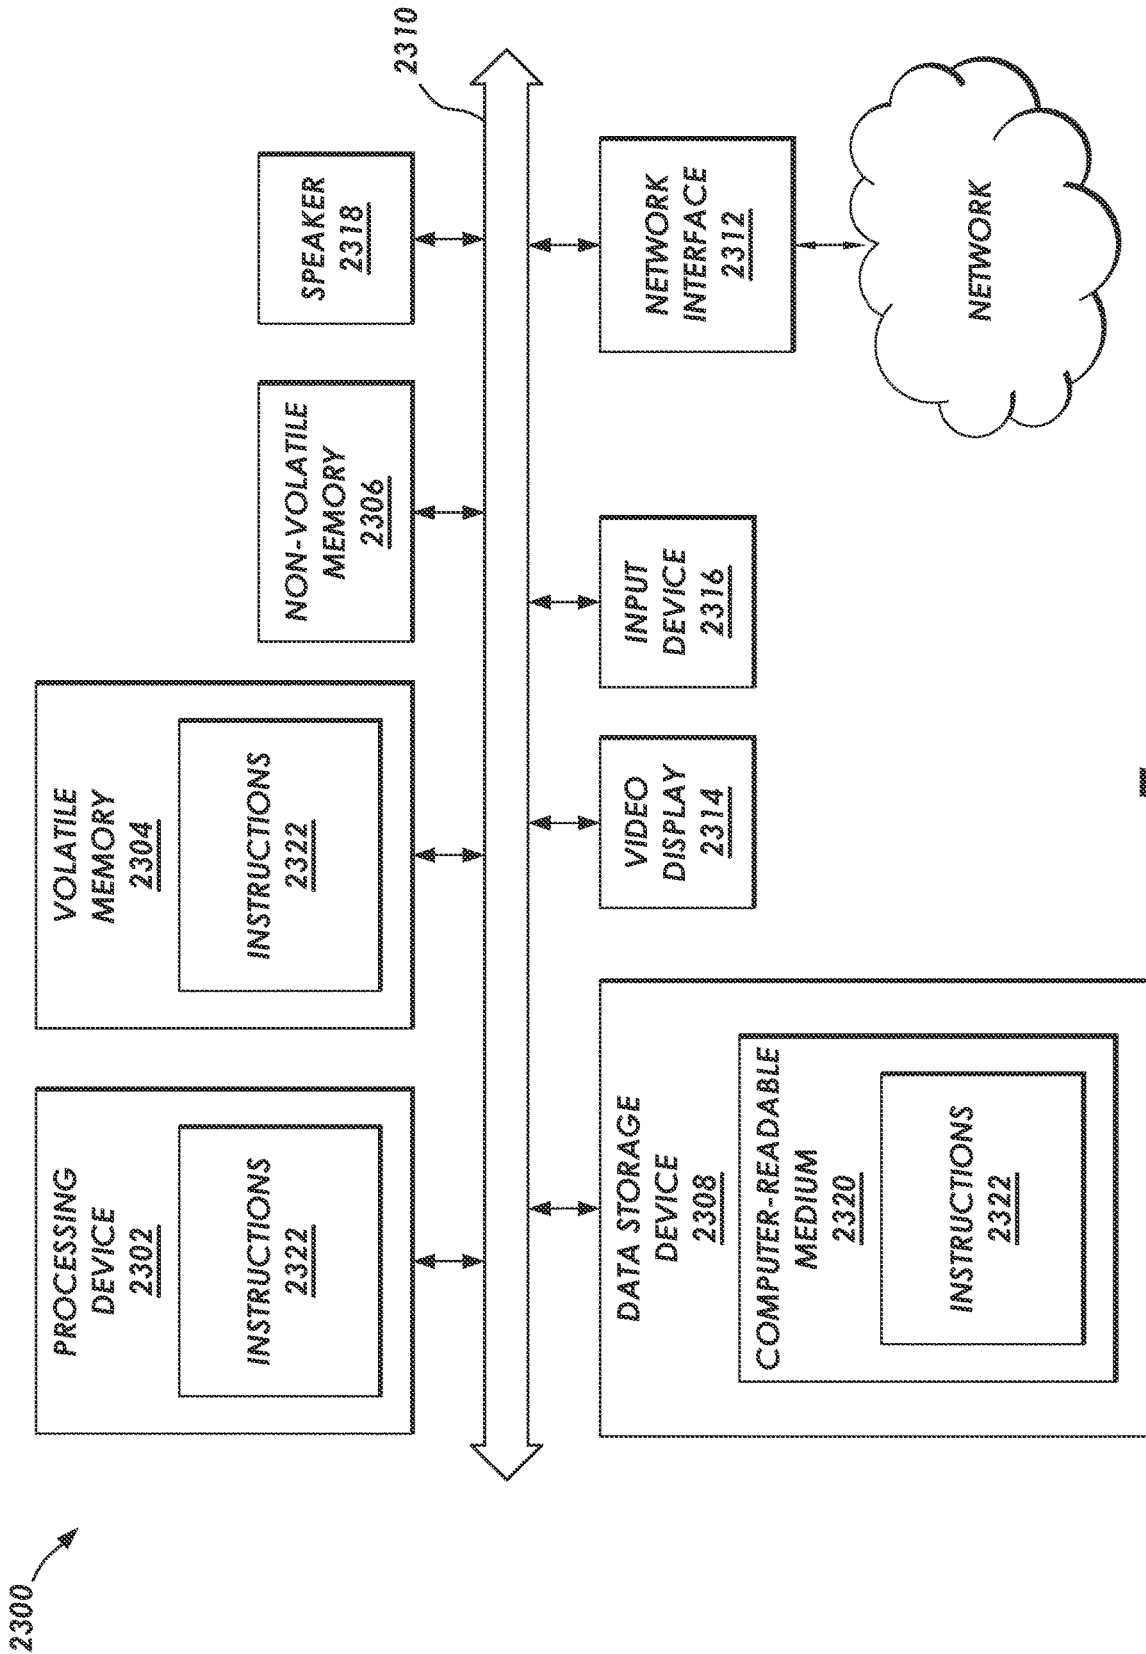 2300
PROCESSING
DEVICE
2302
INSTRUCTIONS
2322
VOLATILE
MEMORY
2304
INSTRUCTIONS
2322
NON-VOLATILE
MEMORY
2306
SPEAKER
2318
2310
DATA STORAGE
DEVICE
2308
COMPUTER-READABLE
MEDIUM
2320
INSTRUCTIONS
2322
VIDEO
DISPLAY
2314
INPUT
DEVICE
2316
NETWORK
INTERFACE
2312
NETWORK